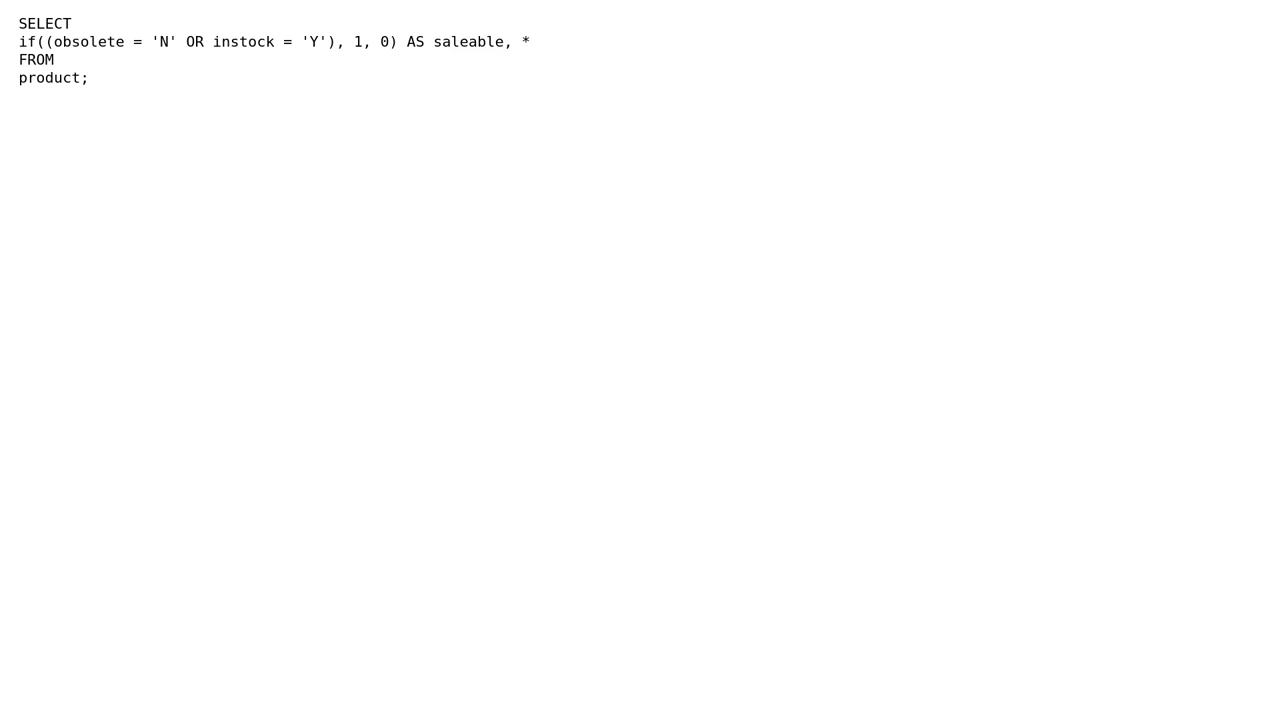 SELECT
if((obsolete = 'N' OR instock = 'Y'), 1, 0) AS saleable, *
FROM
product;